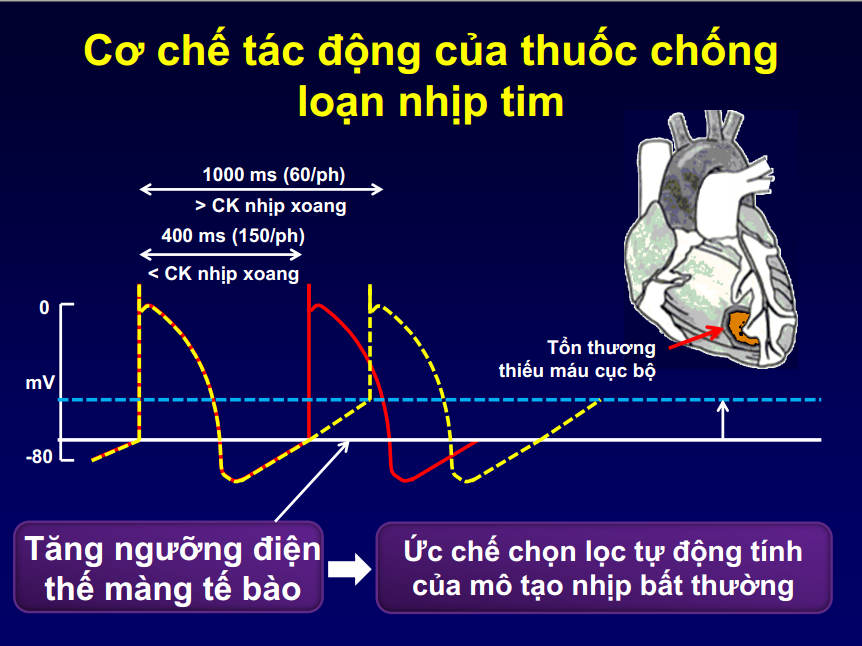 Cơ chế tác động của thuốc chống
loạn nhịp tim
1000 ms (60/ph)
> CK nhịp xoang
400 ms (150/ph)
< CK nhịp xoang
0
mV
-80
Tổn thương
thiếu máu cục bộ
Tăng ngưỡng điện
thế màng tế bào
Ức chế chọn lọc tự động tính
của mô tạo nhịp bất thường